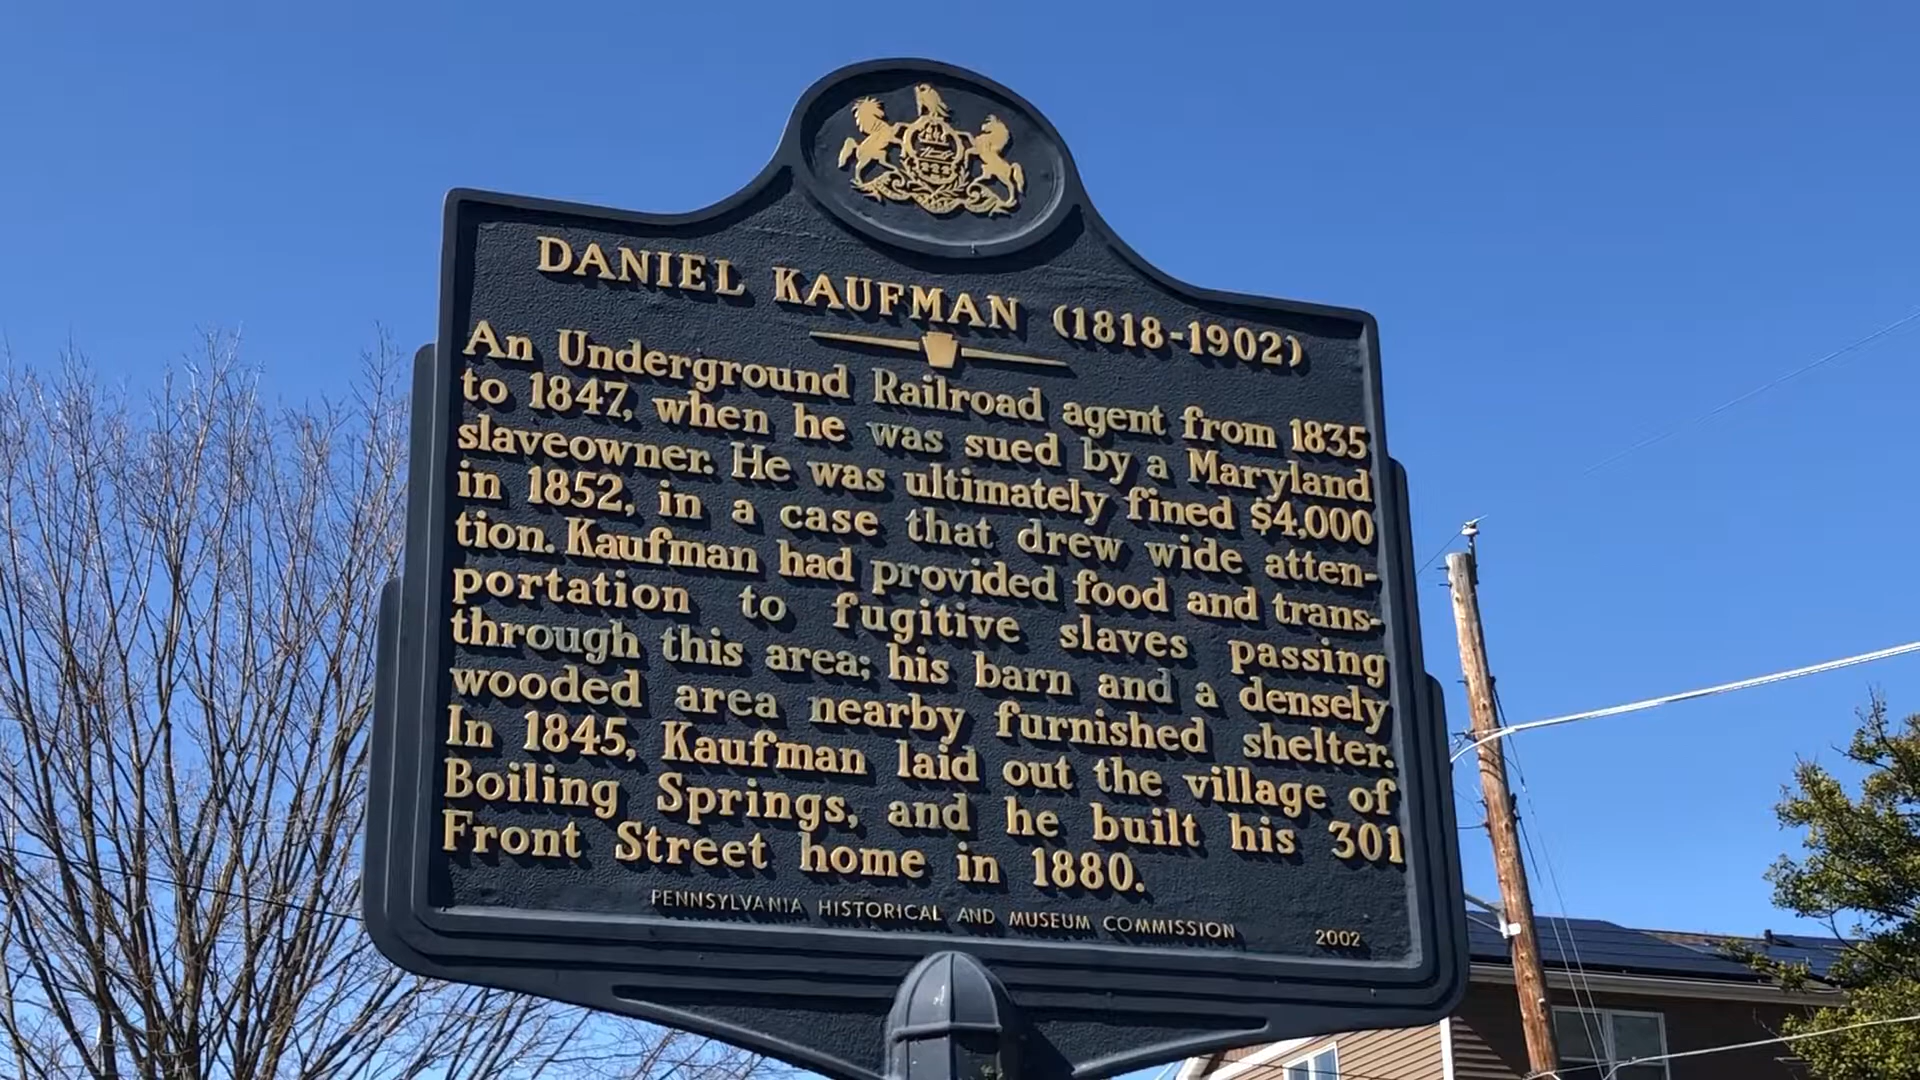 DANIEL KAUFMAN (1818-1902)
An Underground Railroad agent from 1835
to 1847, when he was sued by a Maryland
slaveowner. He was ultimately fined $4,000
in 1852, in a case that drew wide atten-
tion. Kaufman had provided food and trans-
portation to fugitive slaves passing
through this area; his barn and a densely
wooded area nearby furnished shelter.
In 1845, Kaufman laid out the village of
Boiling Springs, and he built his 301
Front Street home in 1880.
PENNSYLVANIA HISTORICAL AND MUSEUM COMMISSION 2002